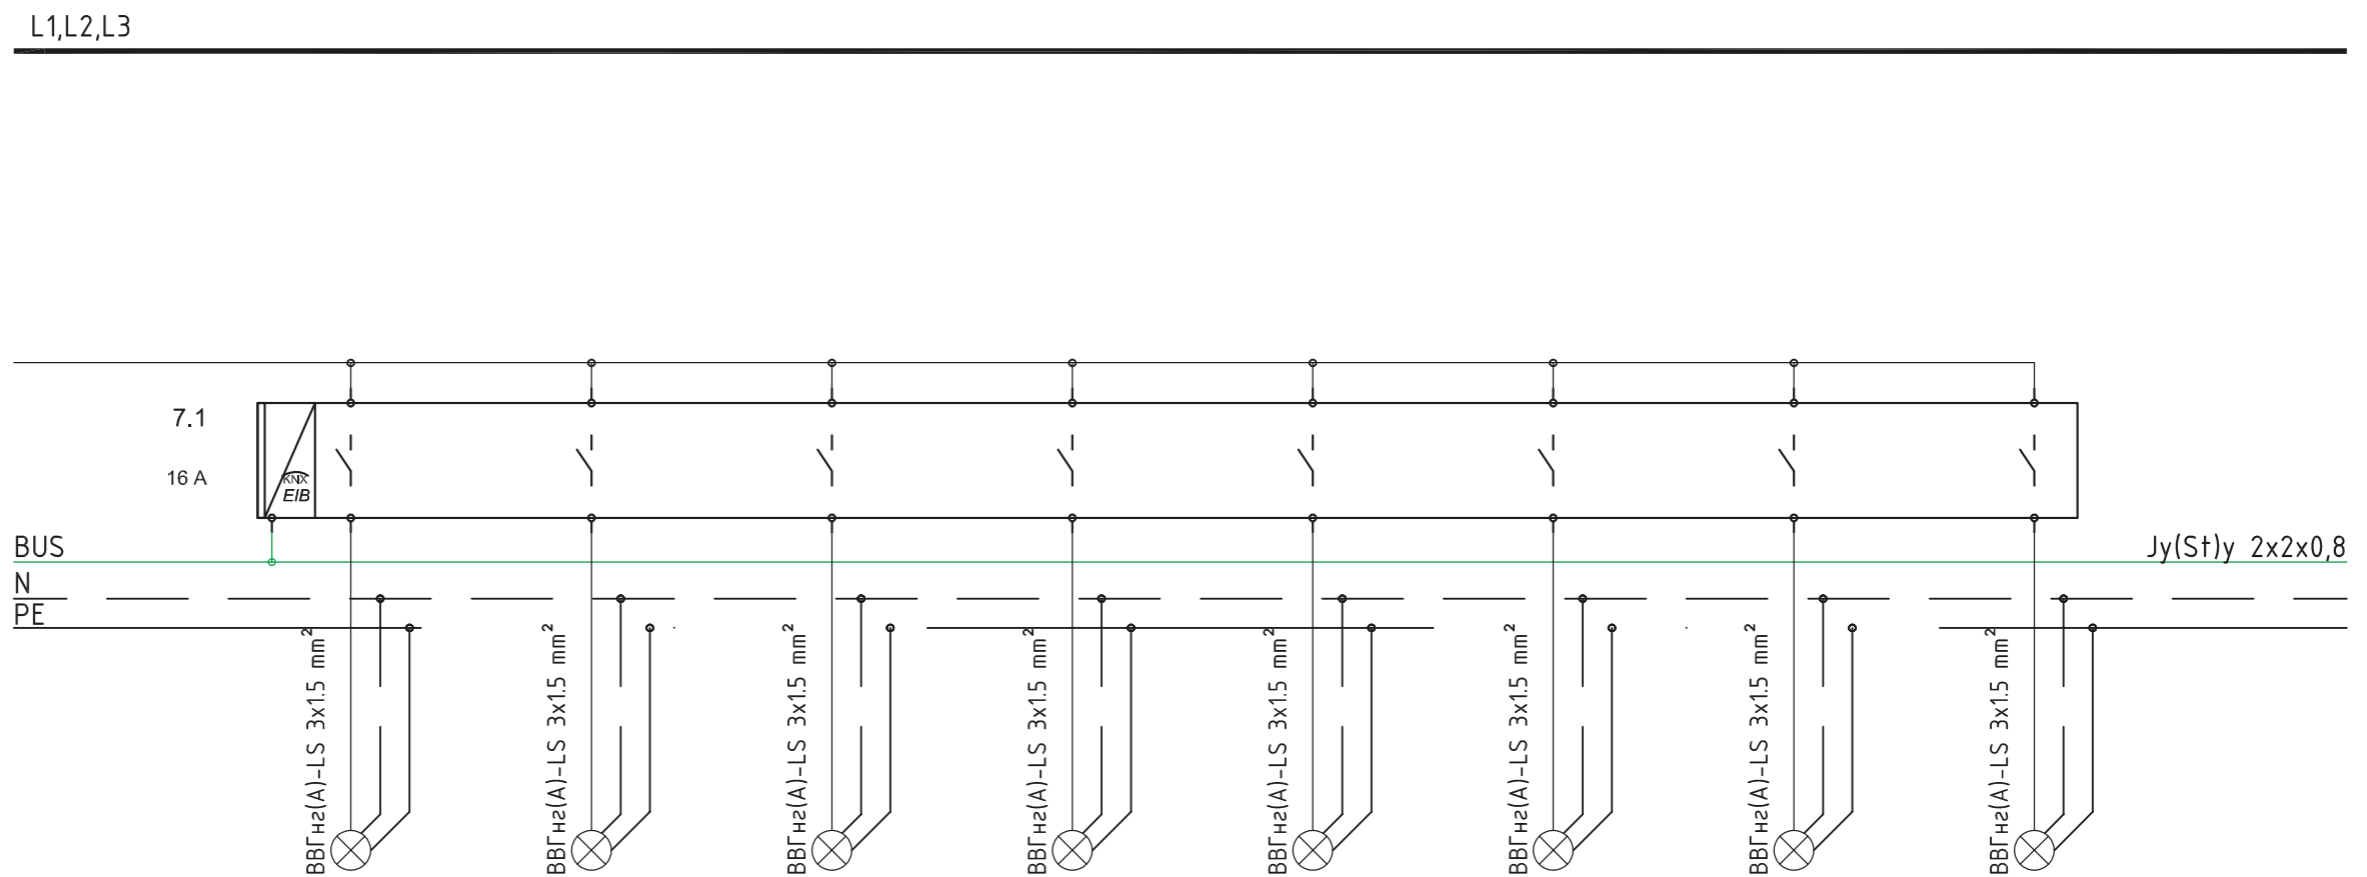 L1,L2,L3
7.1
16 A
KNX
EIB
BUS
Jy(St)y 2x2x0,8
N
PE
ВВГнг(А)-LS 3x1.5 mm²
ВВГнг(А)-LS 3x1.5 mm²
ВВГнг(А)-LS 3x1.5 mm²
ВВГнг(А)-LS 3x1.5 mm²
ВВГнг(А)-LS 3x1.5 mm²
ВВГнг(А)-LS 3x1.5 mm²
ВВГнг(А)-LS 3x1.5 mm²
ВВГнг(А)-LS 3x1.5 mm²